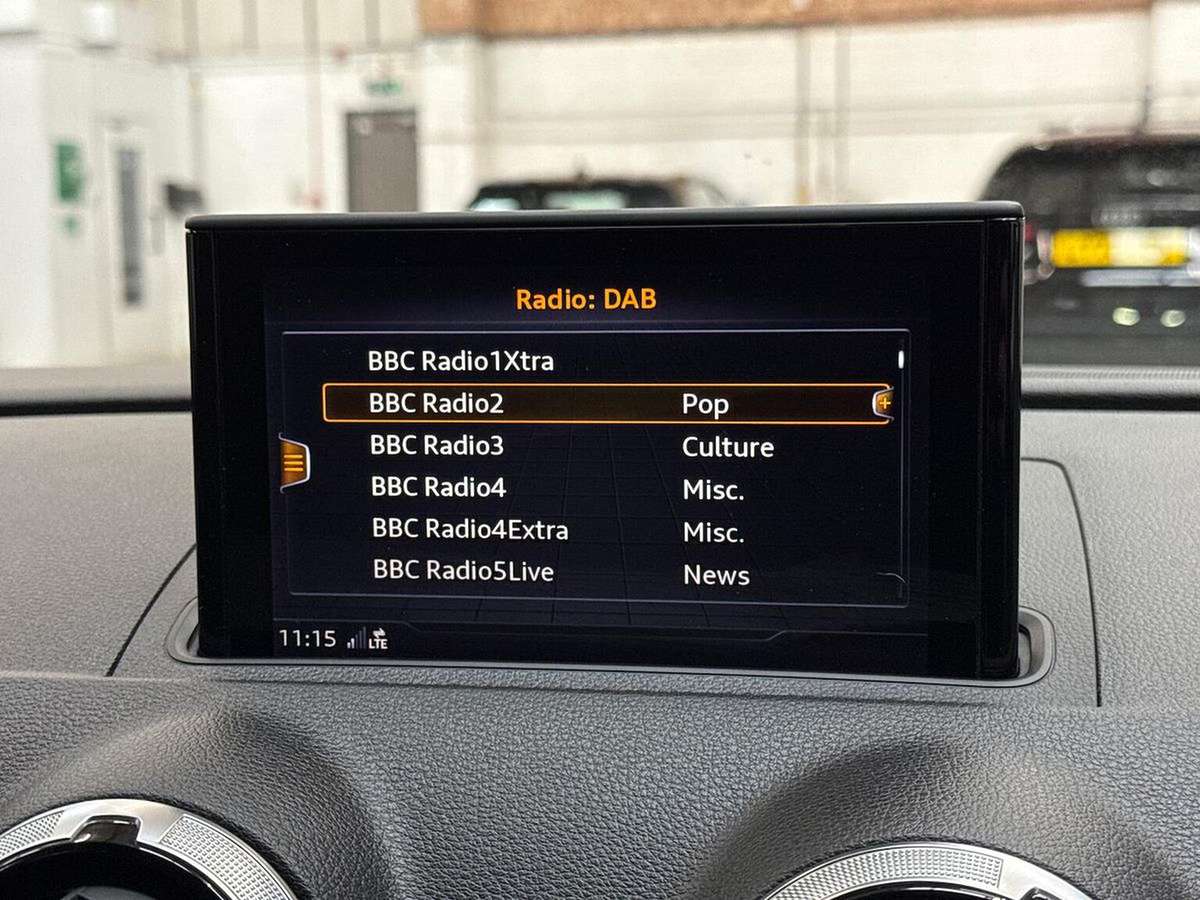 Radio: DAB
BBC Radio1Xtra
BBC Radio2 Pop
BBC Radio3 Culture
BBC Radio4 Misc.
BBC Radio4Extra Misc.
BBC Radio5Live News
11:15 LTE